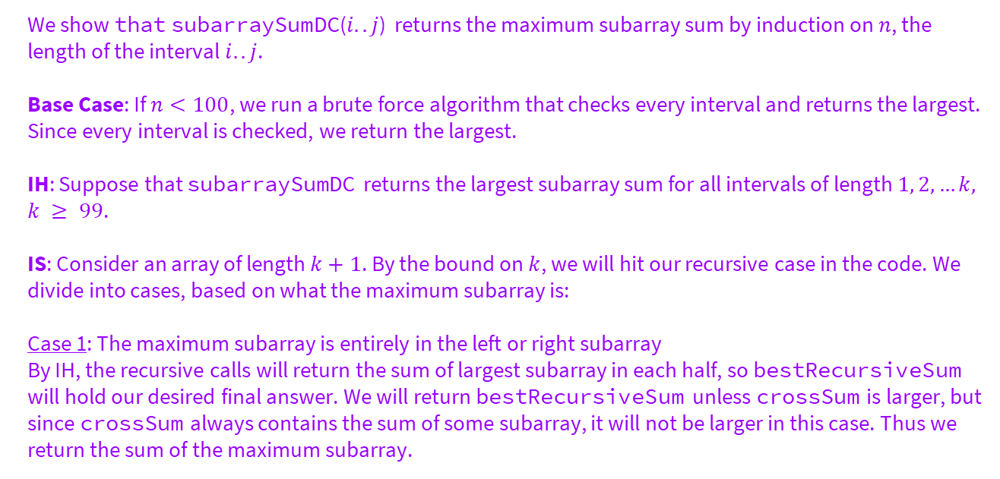 We show that subarraySumDC(i..j) returns the maximum subarray sum by induction on n, the
length of the interval i..j.
Base Case: If n < 100, we run a brute force algorithm that checks every interval and returns the largest.
Since every interval is checked, we return the largest.
IH: Suppose that subarraySumDC returns the largest subarray sum for all intervals of length 1, 2, … k,
k ≥ 99.
IS: Consider an array of length k + 1. By the bound on k, we will hit our recursive case in the code. We
divide into cases, based on what the maximum subarray is:
Case 1: The maximum subarray is entirely in the left or right subarray
By IH, the recursive calls will return the sum of largest subarray in each half, so bestRecursiveSum
will hold our desired final answer. We will return bestRecursiveSum unless crossSum is larger, but
since crossSum always contains the sum of some subarray, it will not be larger in this case. Thus we
return the sum of the maximum subarray.